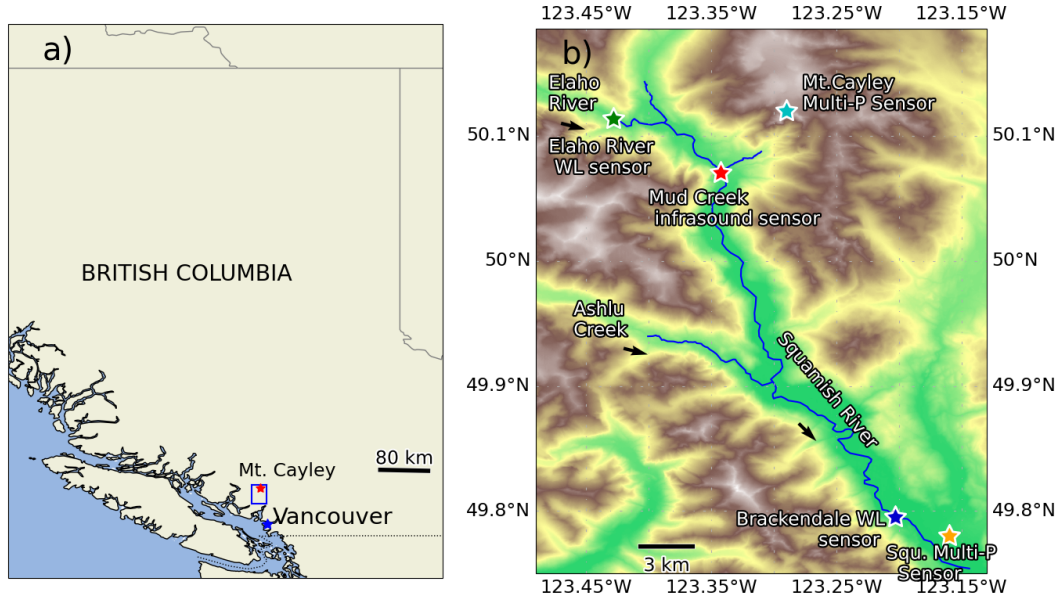 a)
BRITISH COLUMBIA
80 km
Mt. Cayley
Vancouver
123.45°W 123.35°W 123.25°W 123.15°W
b)
Elaho
River
Mt.Cayley
Multi-P Sensor
50.1°N 50.1°N
Elaho River
WL sensor
Mud Creek
infrasound sensor
50°N 50°N
Ashlu
Creek
Squamish River
49.9°N 49.9°N
49.8°N 49.8°N
Brackendale WL
sensor
Squ. Multi-P
Sensor
3 km
123.45°W 123.35°W 123.25°W 123.15°W